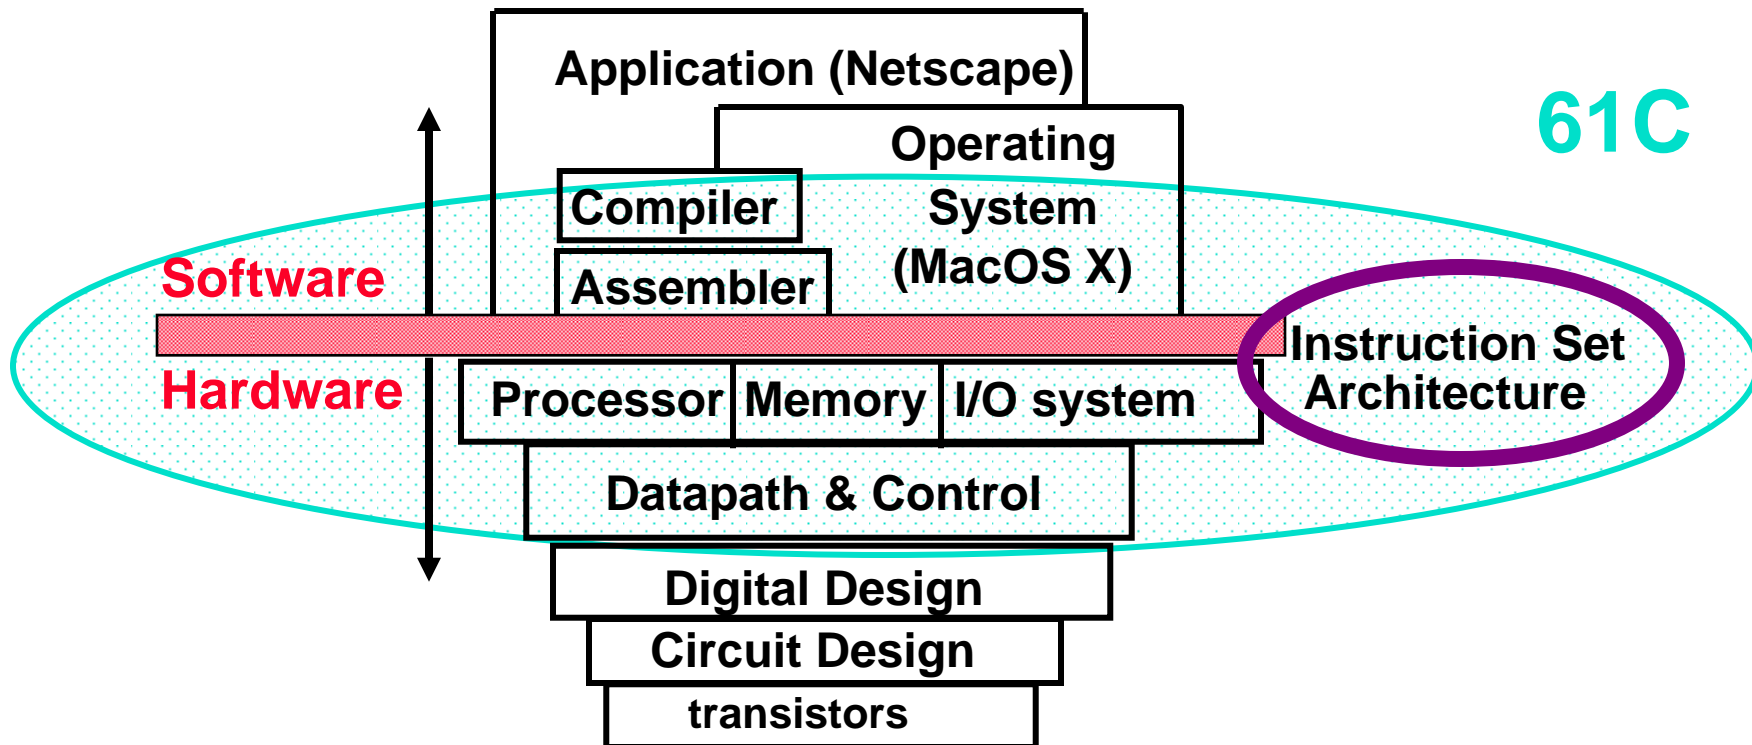 Application (Netscape)
61C
Operating
System
(MacOS X)
Compiler
Assembler
Software
Hardware
Instruction Set
Architecture
Processor
Memory
I/O system
Datapath & Control
Digital Design
Circuit Design
transistors